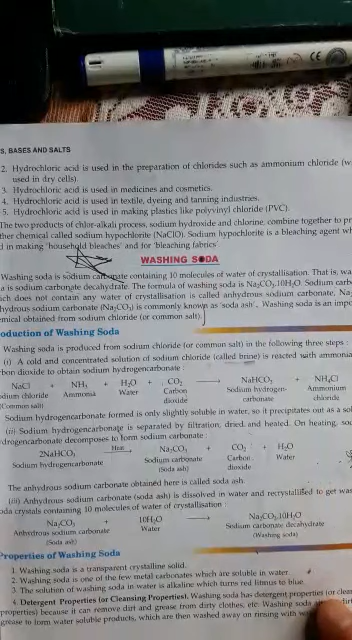 S, BASES AND SALTS
2. Hydrochloric acid is used in the preparation of chlorides such as ammonium chloride
used in dry cells).
3. Hydrochloric acid is used in medicines and cosmetics.
4. Hydrochloric acid is used in textile, dyeing and tanning industries.
5. Hydrochloric acid is used in making plastics like polyvinyl chloride (PVC).
The two products of chlor-alkali process, sodium hydroxide and chlorine, combine together to
ther chemical called sodium hypochlorite (NaClO). Sodium hypochlorite is a bleaching agent
d in making 'household bleaches' and for 'bleaching fabrics'
WASHING SODA
Washing soda is sodium carbonate containing 10 molecules of water of crystallisation. That is,
a is sodium carbonate decahydrate. The formula of washing soda is Na₂CO₃.10H₂O. Sodium
ich does not contain any water of crystallisation is called anhydrous sodium carbonate,
hydrous sodium carbonate (Na₂CO₃) is commonly known as 'soda ash'. Washing soda is an
emical obtained from sodium chloride (or common salt).
oduction of Washing Soda
Washing soda is produced from sodium chloride (or common salt) in the following three steps :
(i) A cold and concentrated solution of sodium chloride (called brine) is reacted with
rbon dioxide to obtain sodium hydrogencarbonate :
NaCl + NH₃ + H₂O + CO₂ ⟶ NaHCO₃ + NH₄Cl
odium chloride Ammonia Water Carbon Sodium hydrogen- Ammonium
(Common salt) dioxide carbonate chloride
Sodium hydrogencarbonate formed is only slightly soluble in water, so it precipitates out as a
(ii) Sodium hydrogencarbonate is separated by filtration, dried and heated. On heating,
drogencarbonate decomposes to form sodium carbonate :
2NaHCO₃ Heat ⟶ Na₂CO₃ + CO₂ + H₂O
Sodium hydrogencarbonate Sodium carbonate Carbon Water
(Soda ash) dioxide
The anhydrous sodium carbonate obtained here is called soda ash
(iii) Anhydrous sodium carbonate (soda ash) is dissolved in water and recrystallised to get
oda crystals containing 10 molecules of water of crystallisation :
Na₂CO₃ + 10H₂O ⟶ Na₂CO₃.10H₂O
Anhydrous sodium carbonate Water Sodium carbonate decahydrate
(Soda ash) (Washing soda)
Properties of Washing Soda
1. Washing soda is a transparent crystalline solid.
2. Washing soda is one of the few metal carbonates which are soluble in water.
3. The solution of washing soda in water is alkaline which turns red litmus to blue.
4. Detergent Properties (or Cleansing Properties). Washing soda has detergent properties (or
properties) because it can remove dirt and grease from dirty clothes, etc. Washing soda
grease to form water soluble products, which are then washed away on rinsing with